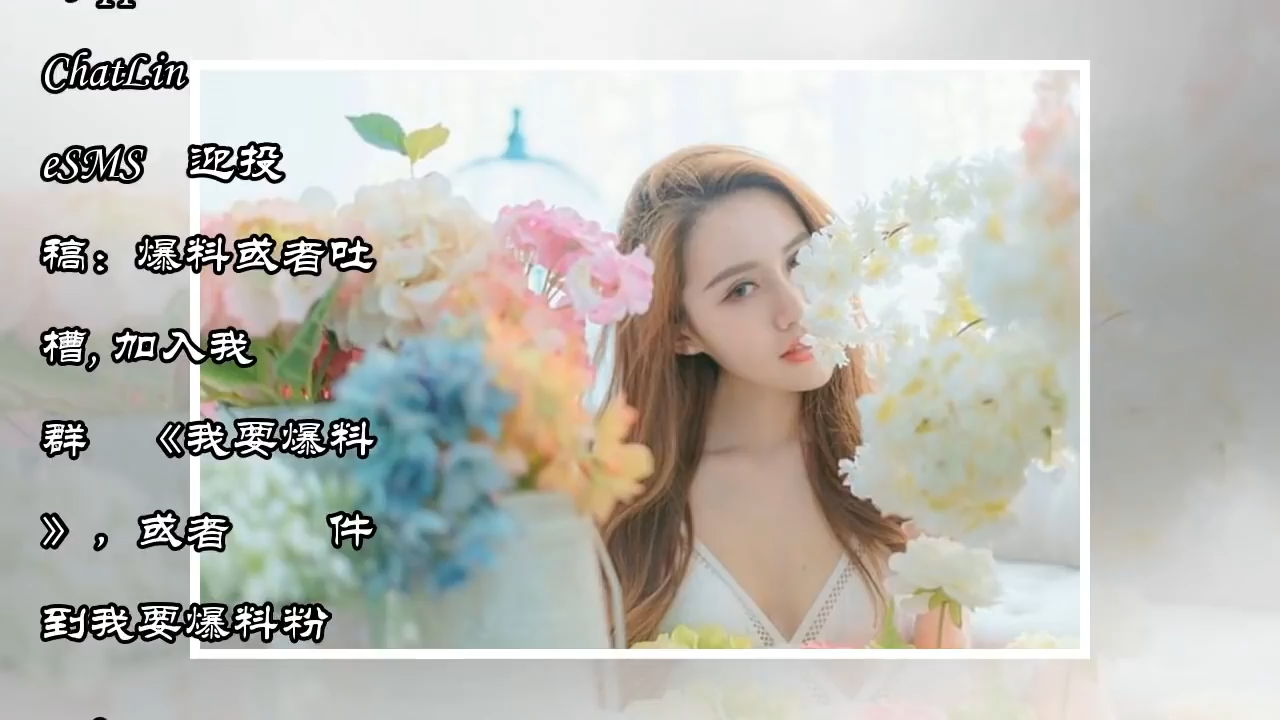 ChatLin
eSMS 迎投
稿：爆料或者吐
槽, 加入我
群 《我要爆料
》，或者 件
到我要爆料粉